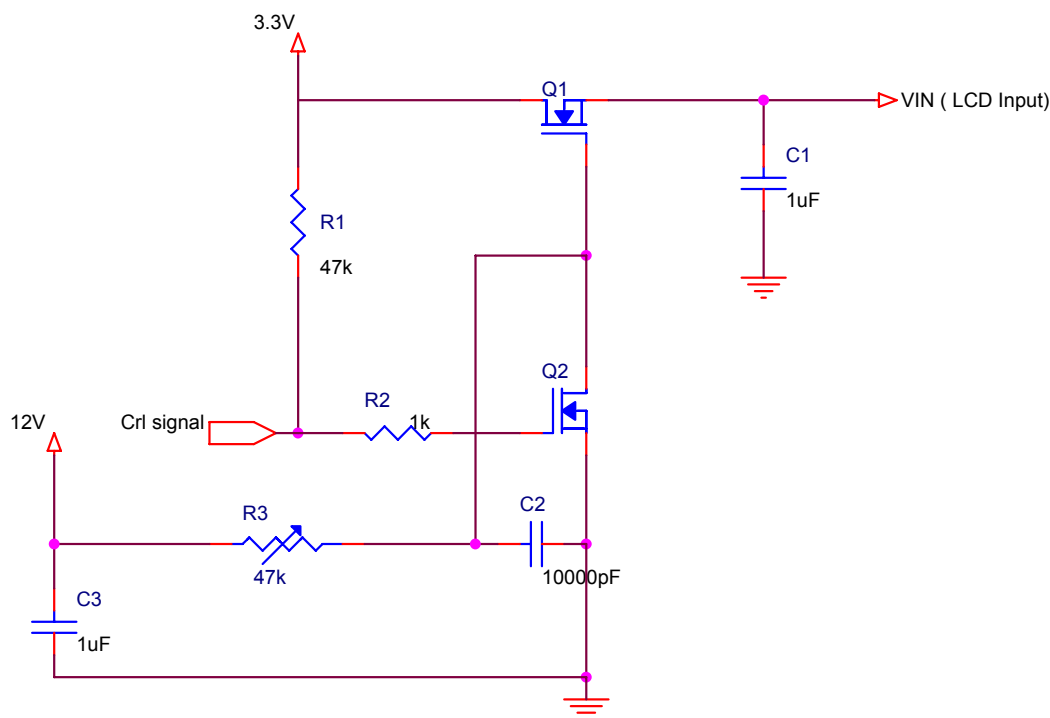 3.3V
Q1
VIN ( LCD Input)
C1
1uF
R1
47k
Q2
R2
1k
12V
Crl signal
C2
R3
10000pF
47k
C3
1uF